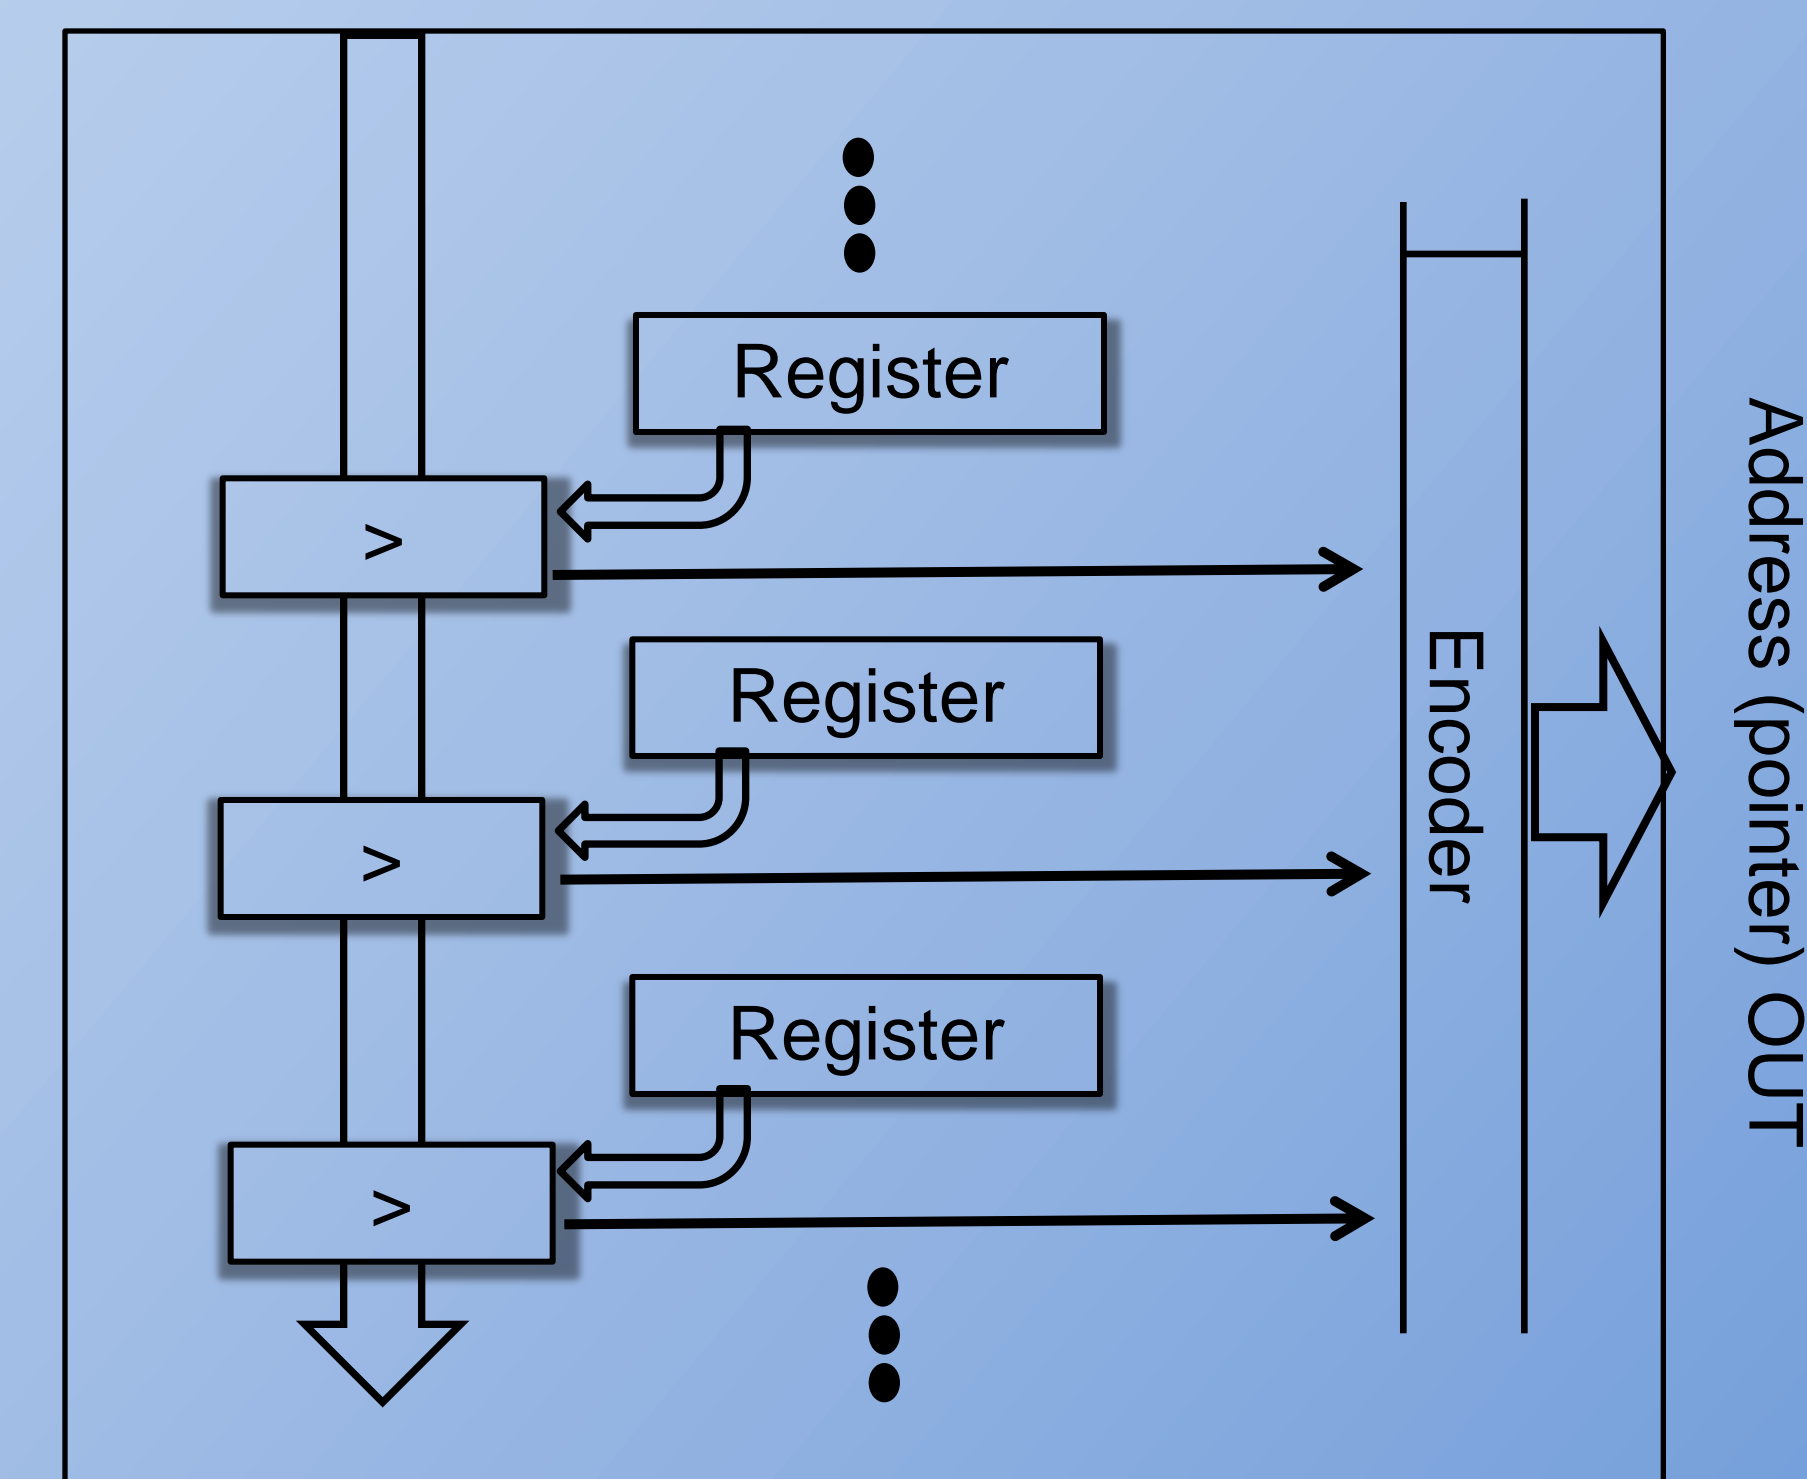 Register
>
Register
>
Register
>
Encoder
Address (pointer) OUT